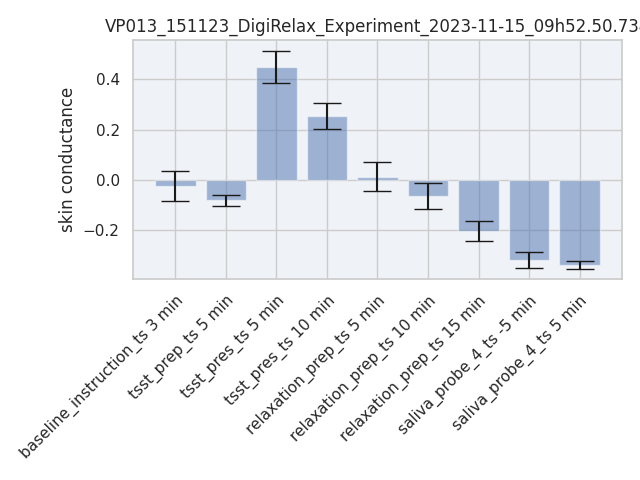 VP013_151123_DigiRelax_Experiment_2023-11-15_09h52.50.73
skin conductance
0.4
0.2
0.0
−0.2
baseline_instruction_ts 3 min
tsst_prep_ts 5 min
tsst_pres_ts 5 min
tsst_pres_ts 10 min
relaxation_prep_ts 5 min
relaxation_prep_ts 10 min
relaxation_prep_ts 15 min
saliva_probe_4_ts -5 min
saliva_probe_4_ts 5 min